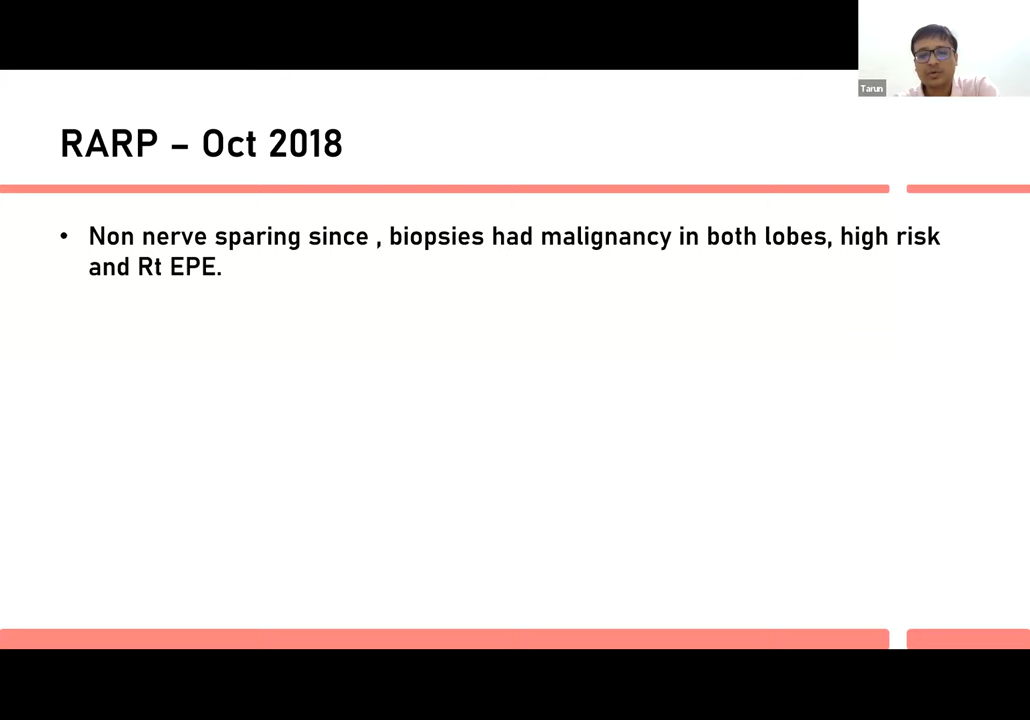 Tarun
RARP – Oct 2018
• Non nerve sparing since , biopsies had malignancy in both lobes, high risk
and Rt EPE.